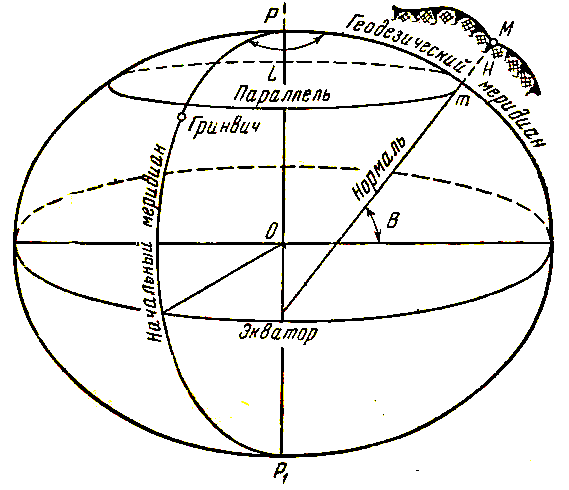 P
Геодезический
меридиан
M
H
m
L
Параллель
Гринвич
Начальный меридиан
Нормаль
B
O
Экватор
P₁